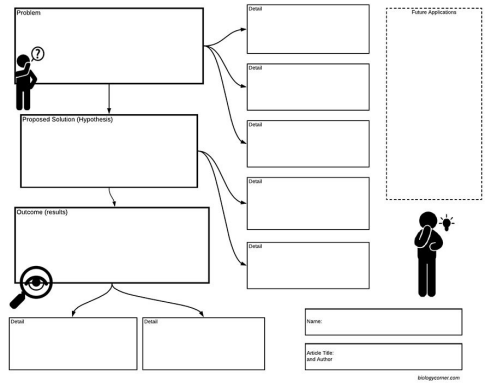 Problem
?
Detail
Future Applications
Detail
Proposed Solution (Hypothesis)
Detail
Detail
Outcome (results)
Detail
Detail
Detail
Name:
Article Title:
and Author
biologycorner.com